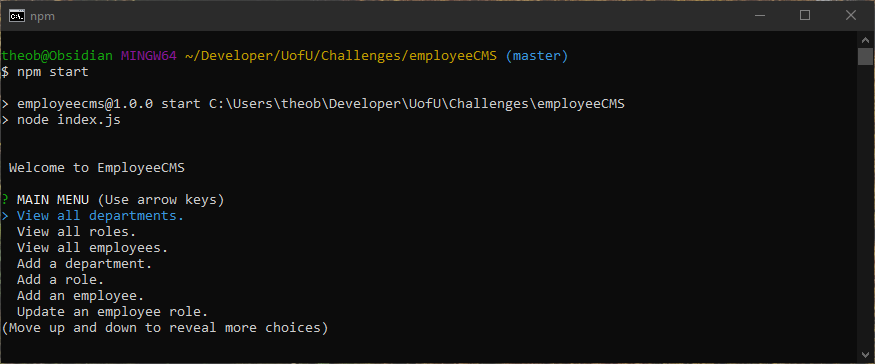 npm
theob@Obsidian MINGW64 ~/Developer/UofU/Challenges/employeeCMS (master)
$ npm start
> employeecms@1.0.0 start C:\Users\theob\Developer\UofU\Challenges\employeeCMS
> node index.js
Welcome to EmployeeCMS
? MAIN MENU (Use arrow keys)
> View all departments.
View all roles.
View all employees.
Add a department.
Add a role.
Add an employee.
Update an employee role.
(Move up and down to reveal more choices)